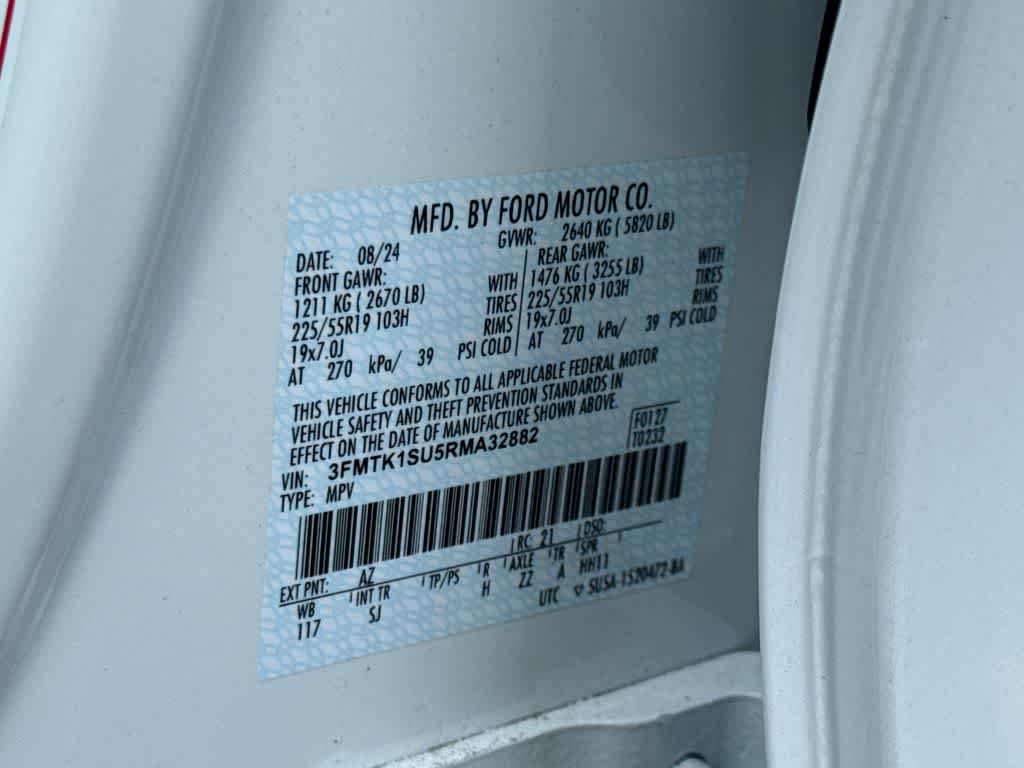 MFD. BY FORD MOTOR CO.
DATE: 08/24 GVWR: 2640 KG ( 5820 LB)
FRONT GAWR: REAR GAWR:
1211 KG ( 2670 LB) WITH 1476 KG ( 3255 LB) WITH
225/55R19 103H TIRES 225/55R19 103H TIRES
19x7.0J RIMS 19x7.0J RIMS
AT 270 kPa/ 39 PSI COLD AT 270 kPa/ 39 PSI COLD
THIS VEHICLE CONFORMS TO ALL APPLICABLE FEDERAL MOTOR
VEHICLE SAFETY AND THEFT PREVENTION STANDARDS IN
EFFECT ON THE DATE OF MANUFACTURE SHOWN ABOVE.
VIN: 3FMTK1SU5RMA32882 F0127
TYPE: MPV T0232
EXT PNT: AZ RC: 21 DSO:
WB INT TR TP/PS R AXLE TR SPR
117 SJ H ZZ A HH11
UTC ▽ 5U5A-1520472-BA